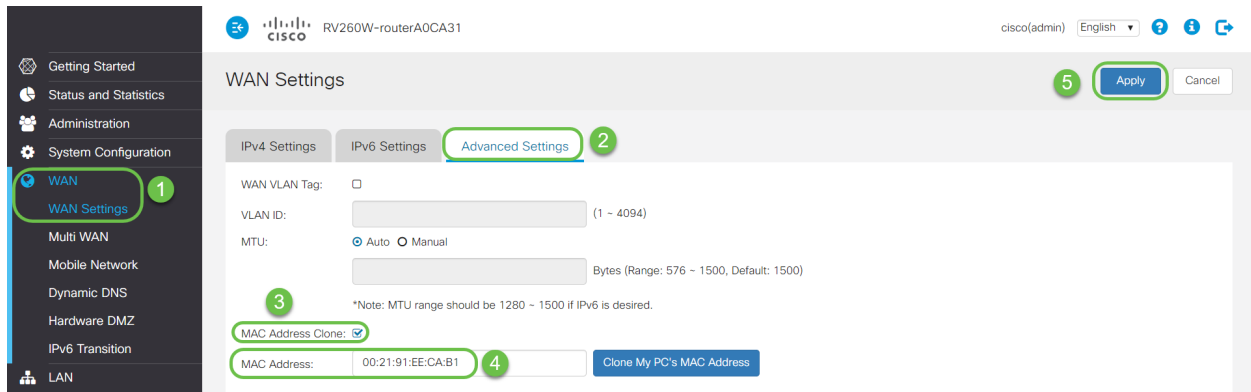 CISCO RV260W-routerA0CA31 cisco(admin) English
Getting Started
Status and Statistics
Administration
System Configuration
WAN
WAN Settings
Multi WAN
Mobile Network
Dynamic DNS
Hardware DMZ
IPv6 Transition
LAN
1
WAN Settings
5 Apply Cancel
IPv4 Settings IPv6 Settings Advanced Settings 2
WAN VLAN Tag:
VLAN ID: (1 ~ 4094)
MTU: Auto Manual
Bytes (Range: 576 ~ 1500, Default: 1500)
3 *Note: MTU range should be 1280 ~ 1500 if IPv6 is desired.
MAC Address Clone:
MAC Address: 00:21:91:EE:CA:B1 4 Clone My PC's MAC Address